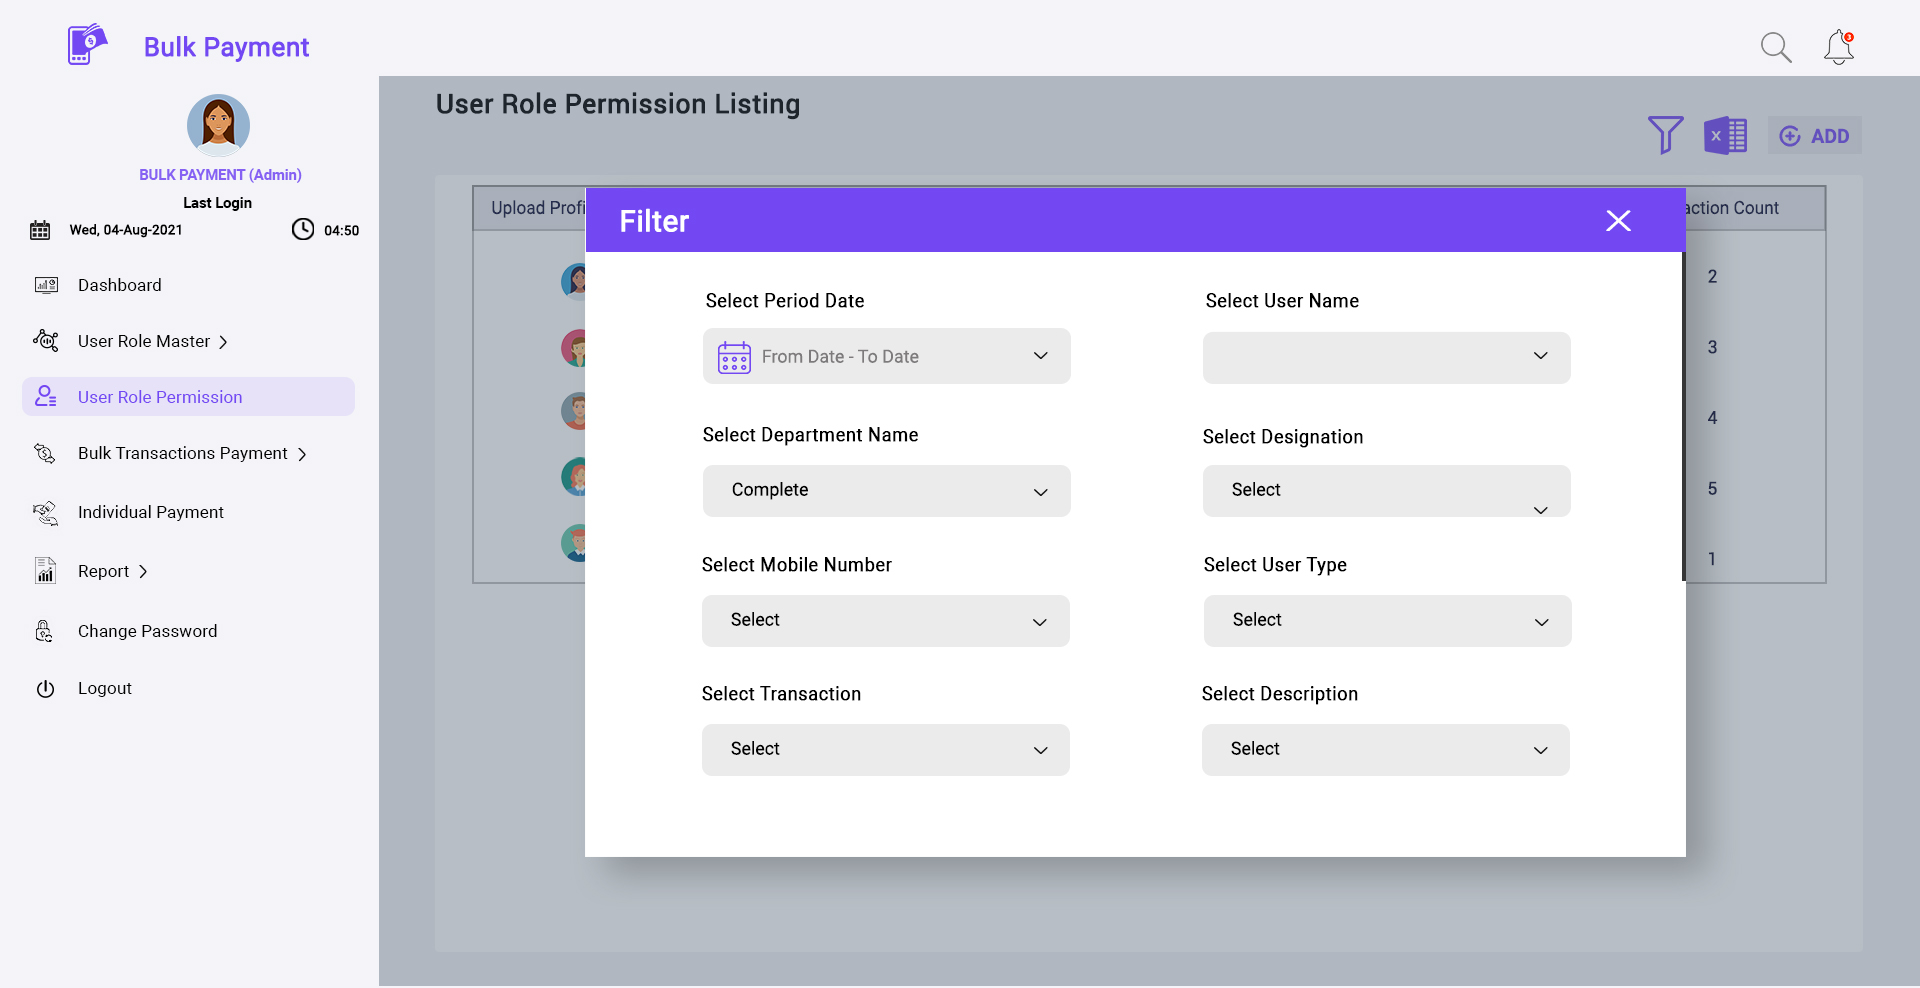 Bulk Payment
3
BULK PAYMENT (Admin)
Last Login
Wed, 04-Aug-2021
04:50
Dashboard
User Role Master
User Role Permission
Bulk Transactions Payment
Individual Payment
Report
Change Password
Logout
User Role Permission Listing
X
ADD
Upload Profi
action Count
2
3
4
5
1
Filter
Select Period Date
Select User Name
From Date - To Date
Select Department Name
Select Designation
Complete
Select
Select Mobile Number
Select User Type
Select
Select
Select Transaction
Select Description
Select
Select